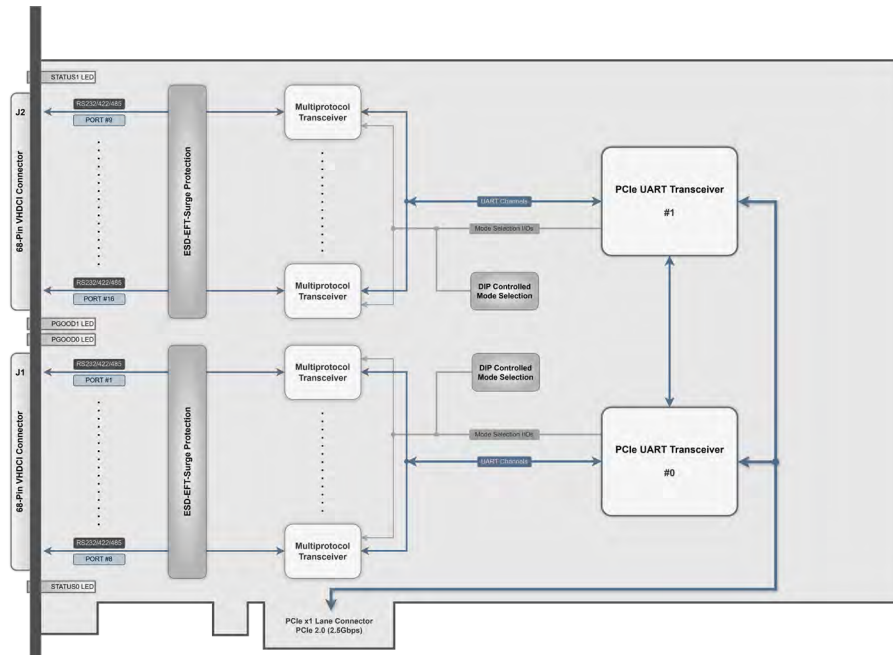 STATUS1 LED
J2
68-Pin VHDCI Connector
RS232/422/485
PORT #9
RS232/422/485
PORT #16
ESD-EFT-Surge Protection
Multiprotocol
Transceiver
Multiprotocol
Transceiver
UART Channels
Mode Selection I/Os
DIP Controlled
Mode Selection
PCIe UART Transceiver
#1
PGOOD1 LED
PGOOD0 LED
J1
68-Pin VHDCI Connector
RS232/422/485
PORT #1
RS232/422/485
PORT #8
ESD-EFT-Surge Protection
Multiprotocol
Transceiver
Multiprotocol
Transceiver
DIP Controlled
Mode Selection
Mode Selection I/Os
UART Channels
PCIe UART Transceiver
#0
STATUS0 LED
PCIe x1 Lane Connector
PCIe 2.0 (2.5Gbps)